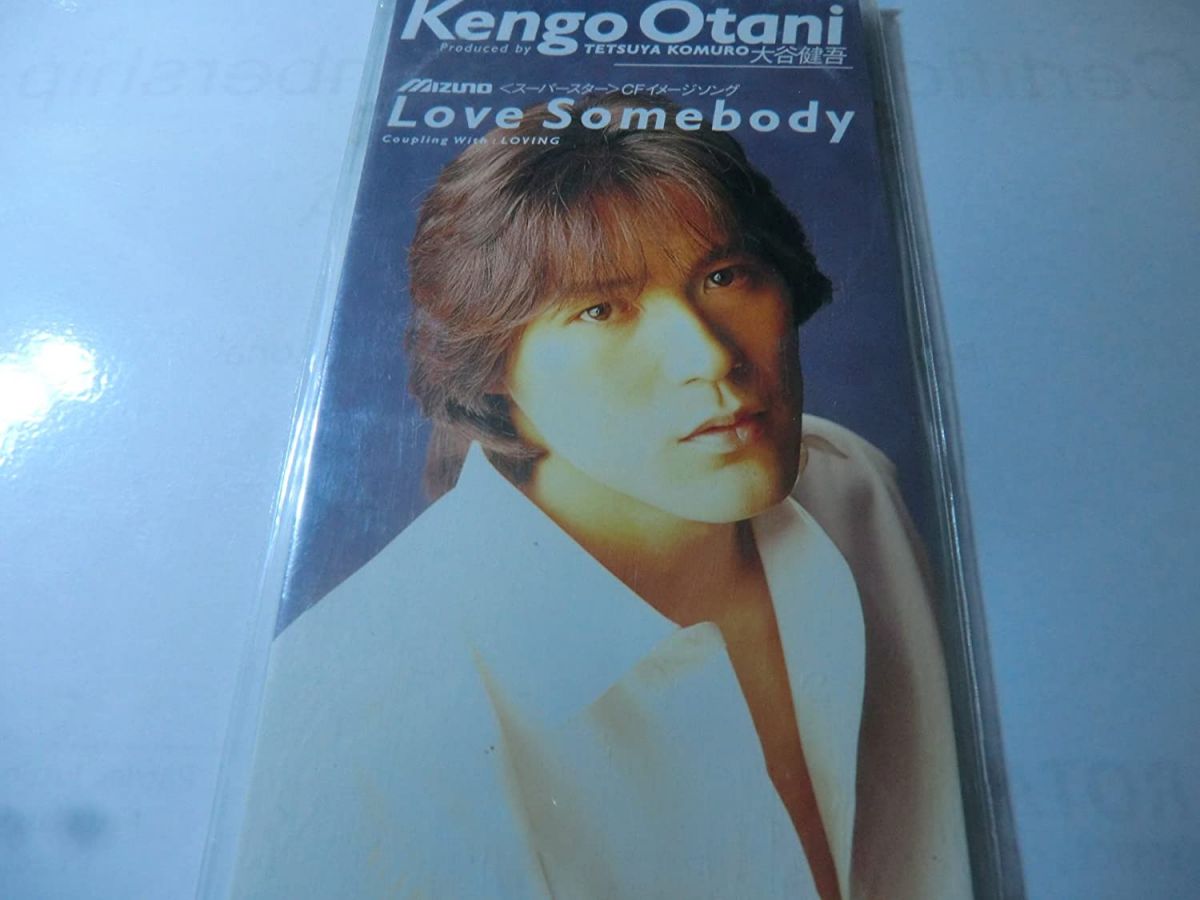 Kengo Otani
Produced by TETSUYA KOMURO 大谷健吾
MIZUNO <スーパースター>CFイメージソング
Love Somebody
Coupling With : LOVING